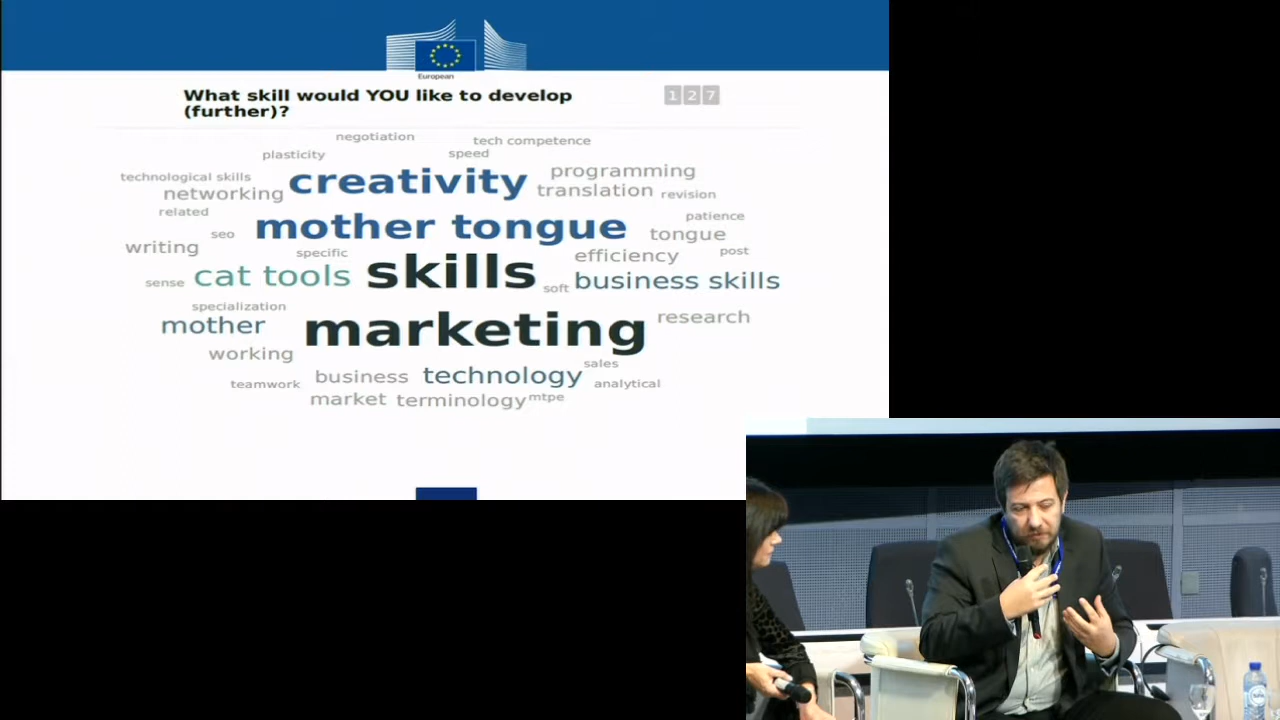 European
What skill would YOU like to develop
(further)?
1 2 7
negotiation
tech competence
plasticity
speed
technological skills
networking
creativity
programming
translation
revision
related
seo
mother tongue
patience
tongue
writing
specific
efficiency
post
sense
cat tools
skills
soft
business skills
specialization
mother
marketing
research
working
sales
teamwork
business
technology
analytical
market
terminology
mtpe